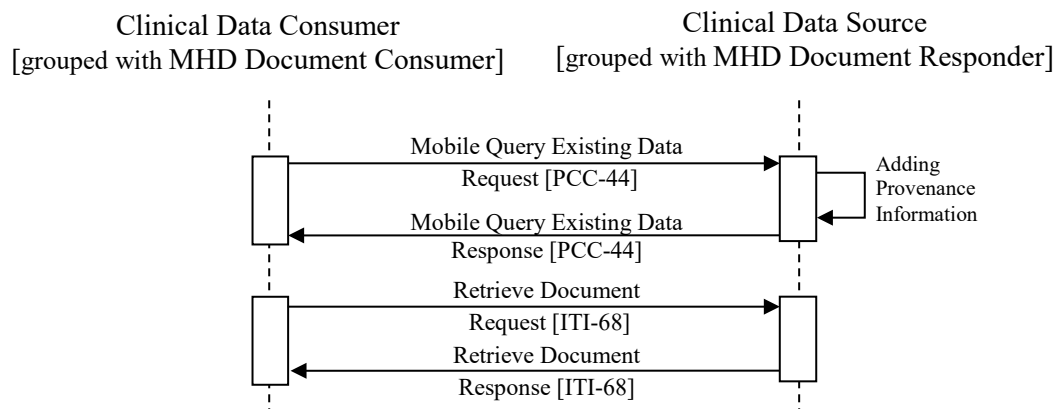 Clinical Data Consumer
[grouped with MHD Document Consumer]
Clinical Data Source
[grouped with MHD Document Responder]
Mobile Query Existing Data
Request [PCC-44]
Adding
Provenance
Information
Mobile Query Existing Data
Response [PCC-44]
Retrieve Document
Request [ITI-68]
Retrieve Document
Response [ITI-68]